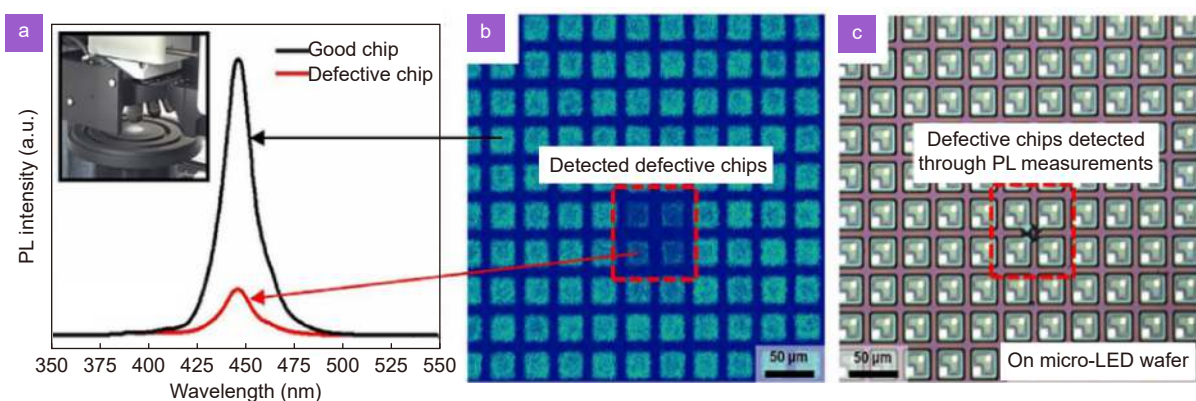 a
Good chip
Defective chip
PL intensity (a.u.)
350
375
400
425
450
475
500
525
550
Wavelength (nm)
b
Detected defective chips
50 µm
c
Defective chips detected
through PL measurements
50 µm
On micro-LED wafer